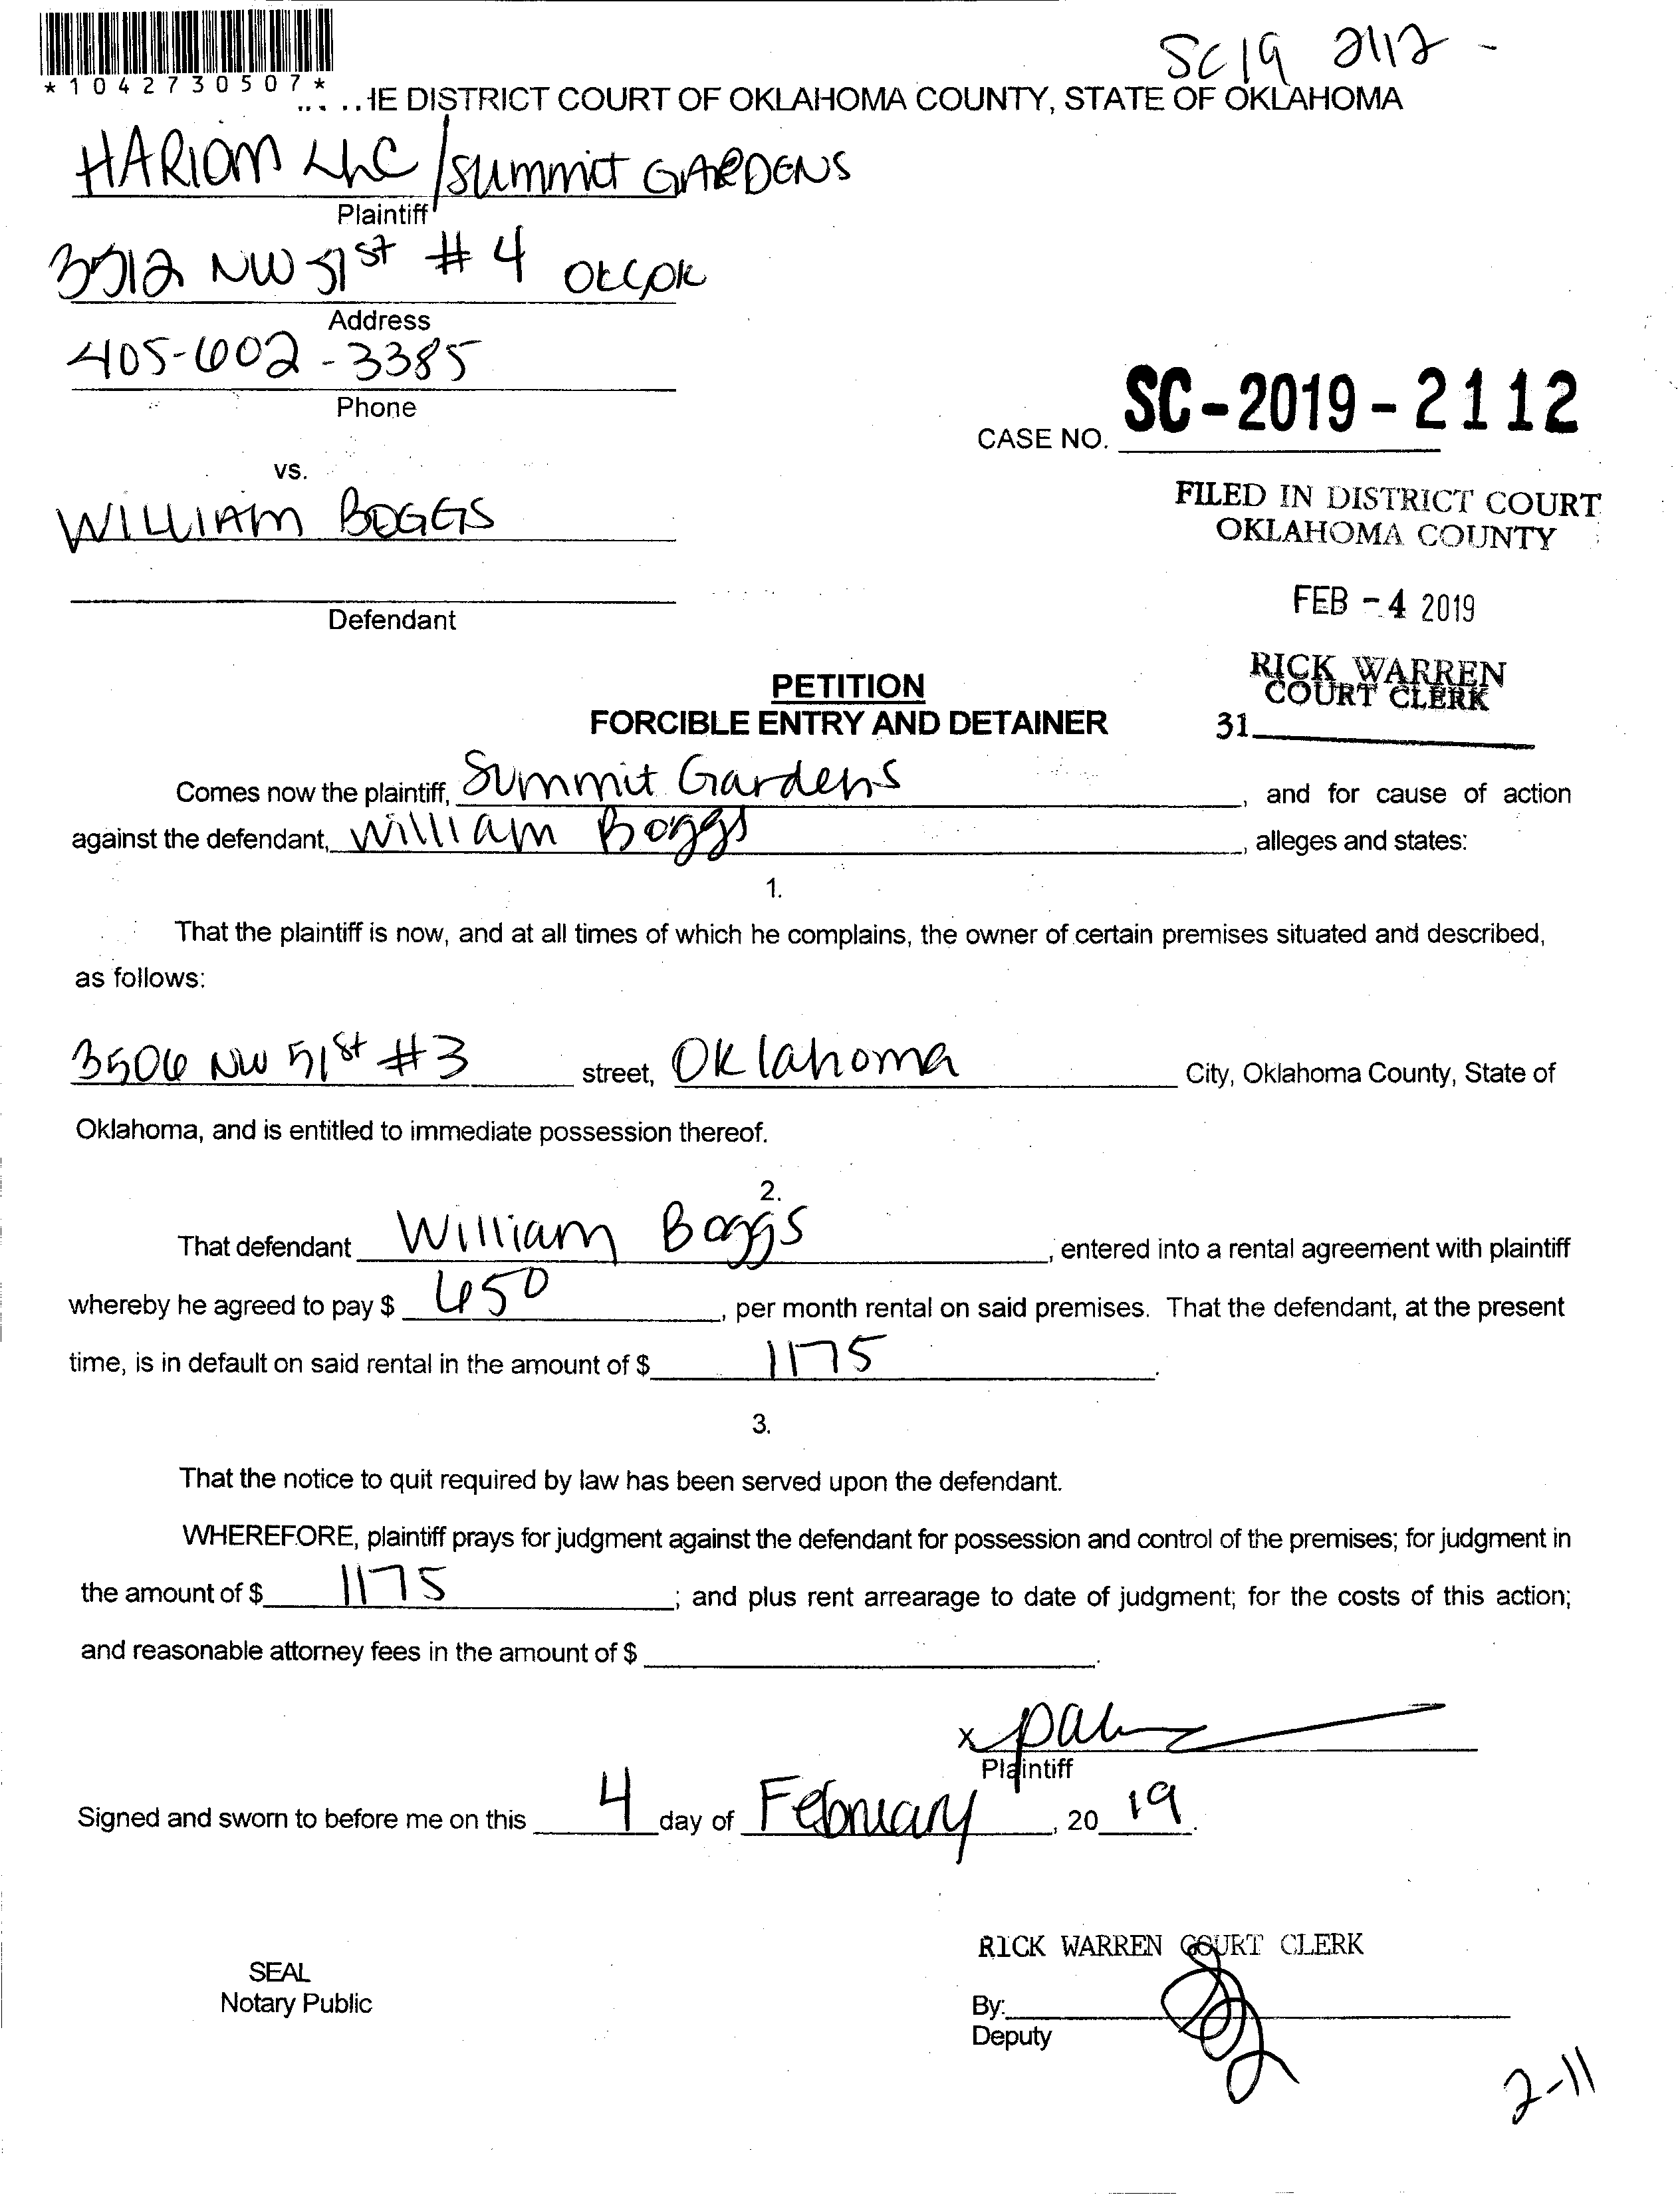 SC19 2112 -
*1042730507*
HE DISTRICT COURT OF OKLAHOMA COUNTY, STATE OF OKLAHOMA
HARIOM LLC / SUMMIT GARDENS
Plaintiff
3512 NW 51st # 4 OKC OK
Address
405-602-3385
Phone
CASE NO. SC-2019-2112
vs.
FILED IN DISTRICT COURT
OKLAHOMA COUNTY
WILLIAM BOGGS
FEB -4 2019
Defendant
RICK WARREN
COURT CLERK
31
PETITION
FORCIBLE ENTRY AND DETAINER
Comes now the plaintiff, Summit Gardens, and for cause of action
against the defendant, William Boggs, alleges and states:
1.
That the plaintiff is now, and at all times of which he complains, the owner of certain premises situated and described,
as follows:
3506 NW 51st #3 street, Oklahoma City, Oklahoma County, State of
Oklahoma, and is entitled to immediate possession thereof.
2.
That defendant William Boggs, entered into a rental agreement with plaintiff
whereby he agreed to pay $ 650, per month rental on said premises. That the defendant, at the present
time, is in default on said rental in the amount of $ 1175.
3.
That the notice to quit required by law has been served upon the defendant.
WHEREFORE, plaintiff prays for judgment against the defendant for possession and control of the premises; for judgment in
the amount of $ 1175; and plus rent arrearage to date of judgment; for the costs of this action;
and reasonable attorney fees in the amount of $ .
x
Plaintiff
Signed and sworn to before me on this 4 day of February, 2019.
RICK WARREN COURT CLERK
SEAL
Notary Public
By:
Deputy
2-11